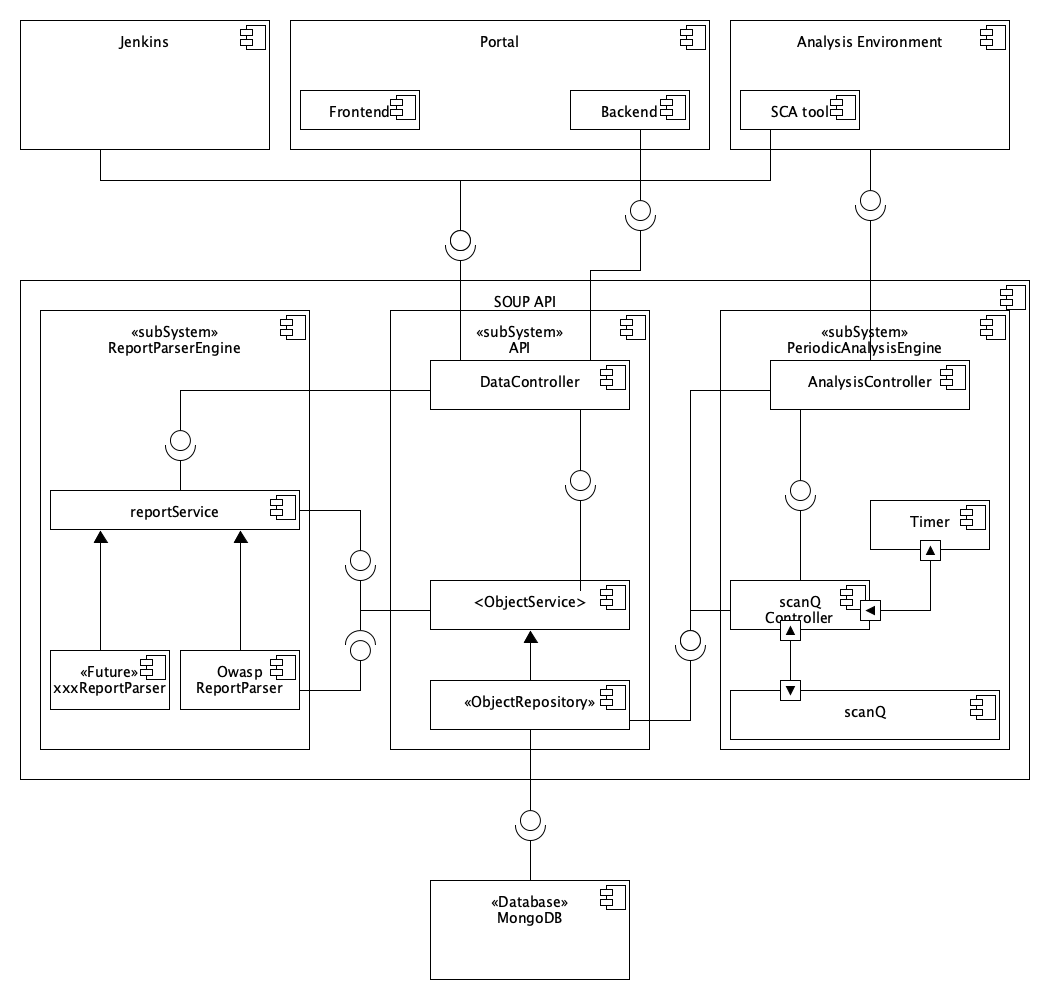 Jenkins
Portal
Analysis Environment
Frontend
Backend
SCA tool
SOUP API
«subSystem»
ReportParserEngine
«subSystem»
API
«subSystem»
PeriodicAnalysisEngine
DataController
AnalysisController
reportService
Timer
<ObjectService>
scanQ
Controller
«Future»
xxxReportParser
Owasp
ReportParser
«ObjectRepository»
scanQ
«Database»
MongoDB